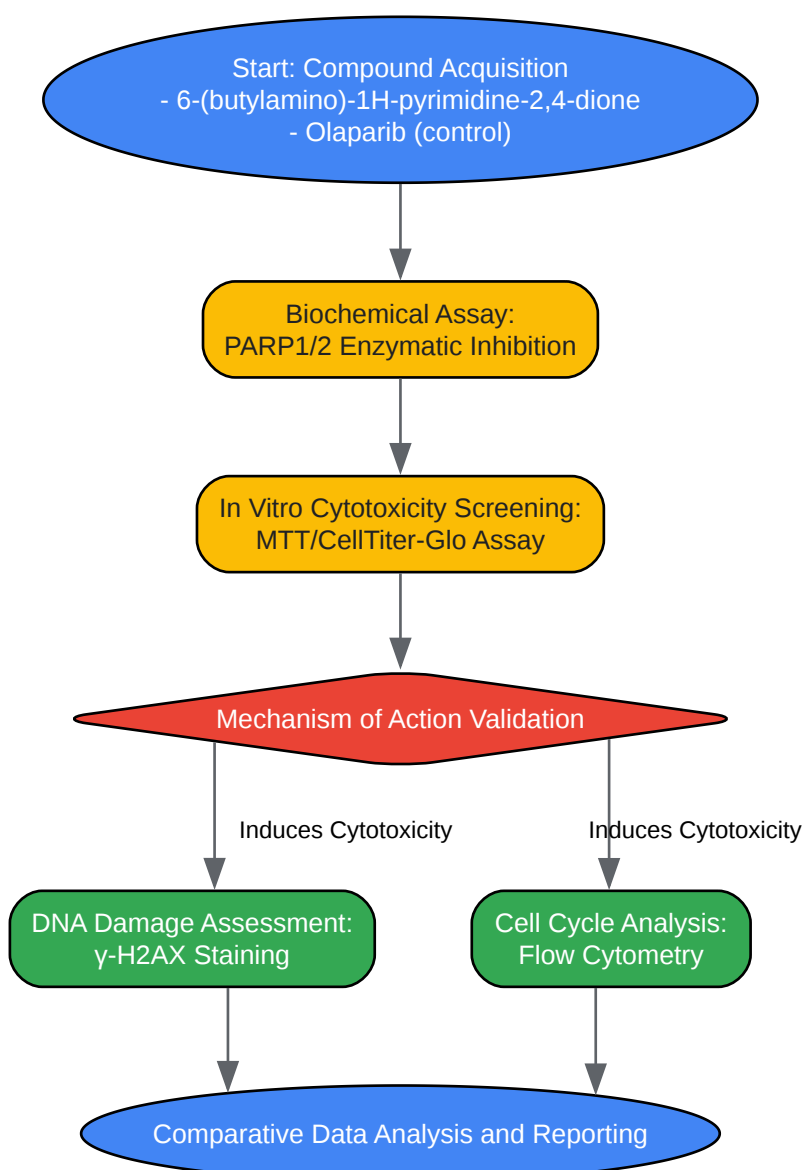 Start: Compound Acquisition
- 6-(butylamino)-1H-pyrimidine-2,4-dione
- Olaparib (control)
Biochemical Assay:
PARP1/2 Enzymatic Inhibition
In Vitro Cytotoxicity Screening:
MTT/CellTiter-Glo Assay
Mechanism of Action Validation
Induces Cytotoxicity
Induces Cytotoxicity
DNA Damage Assessment:
γ-H2AX Staining
Cell Cycle Analysis:
Flow Cytometry
Comparative Data Analysis and Reporting